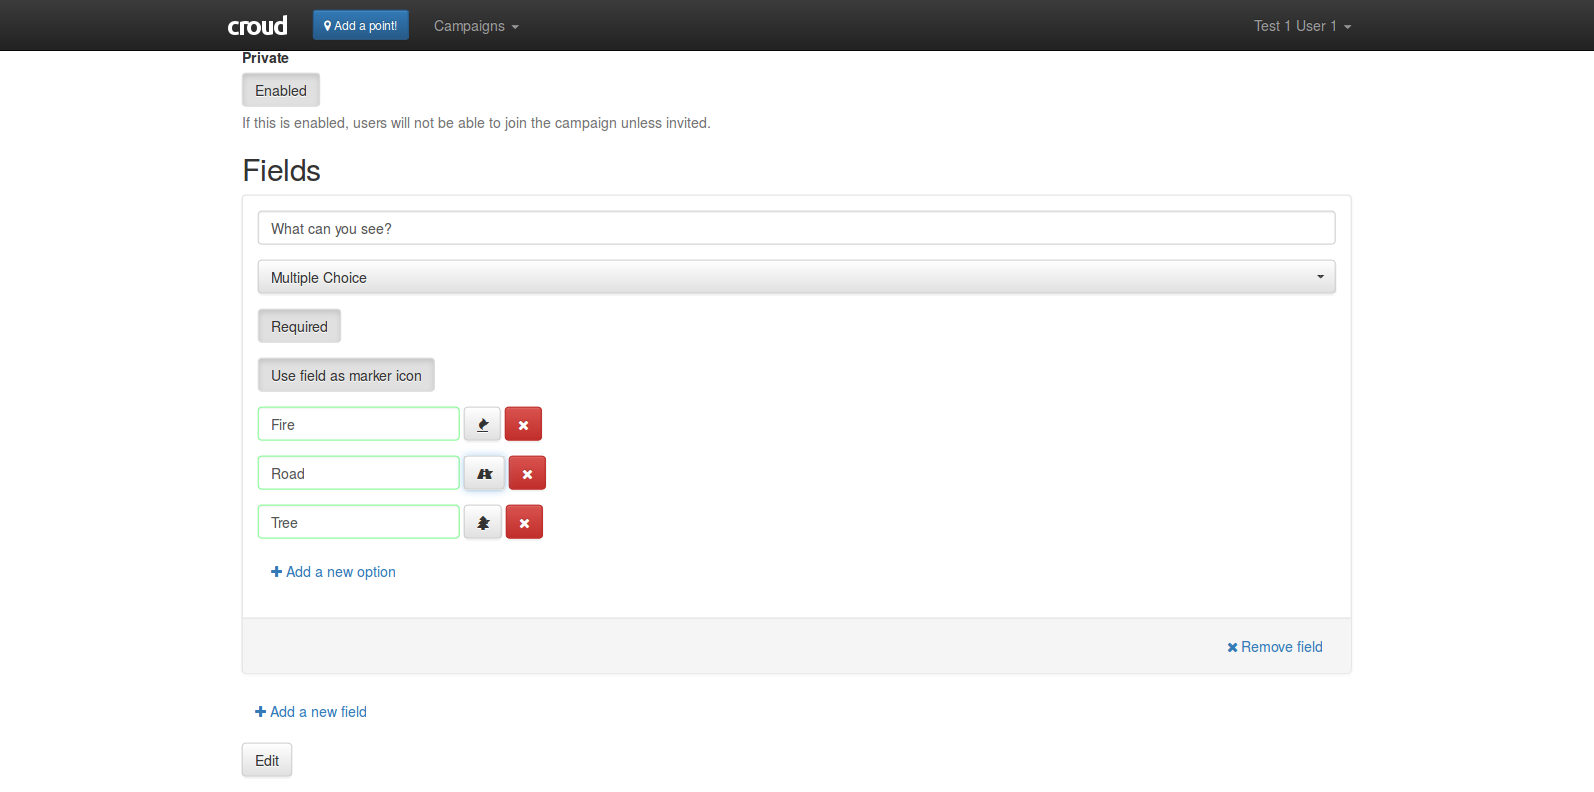 croud
Add a point!
Campaigns
Test 1 User 1
Private
Enabled
If this is enabled, users will not be able to join the campaign unless invited.
Fields
What can you see?
Multiple Choice
Required
Use field as marker icon
Fire
Road
Tree
Add a new option
Remove field
Add a new field
Edit